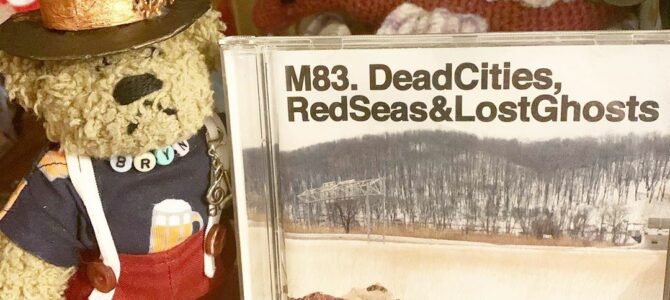 M83. DeadCities,
RedSeas&LostGhosts
BRYN